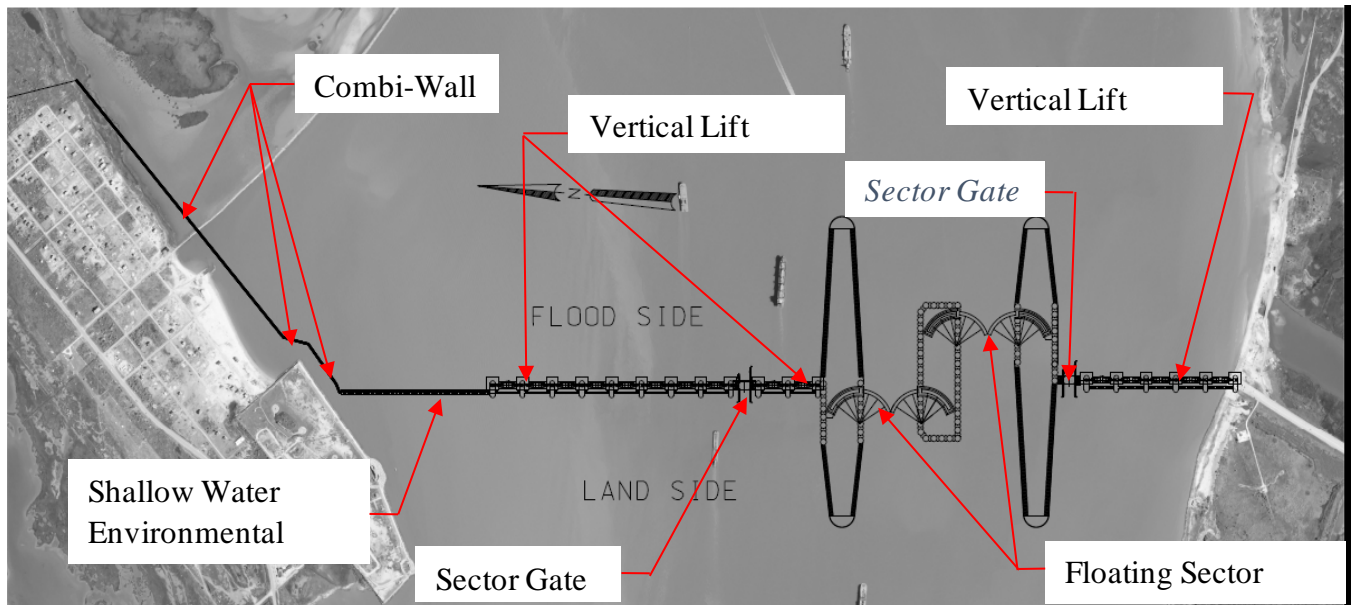 Combi-Wall
Vertical Lift
Vertical Lift
Sector Gate
N
FLOOD SIDE
LAND SIDE
Shallow Water
Environmental
Sector Gate
Floating Sector